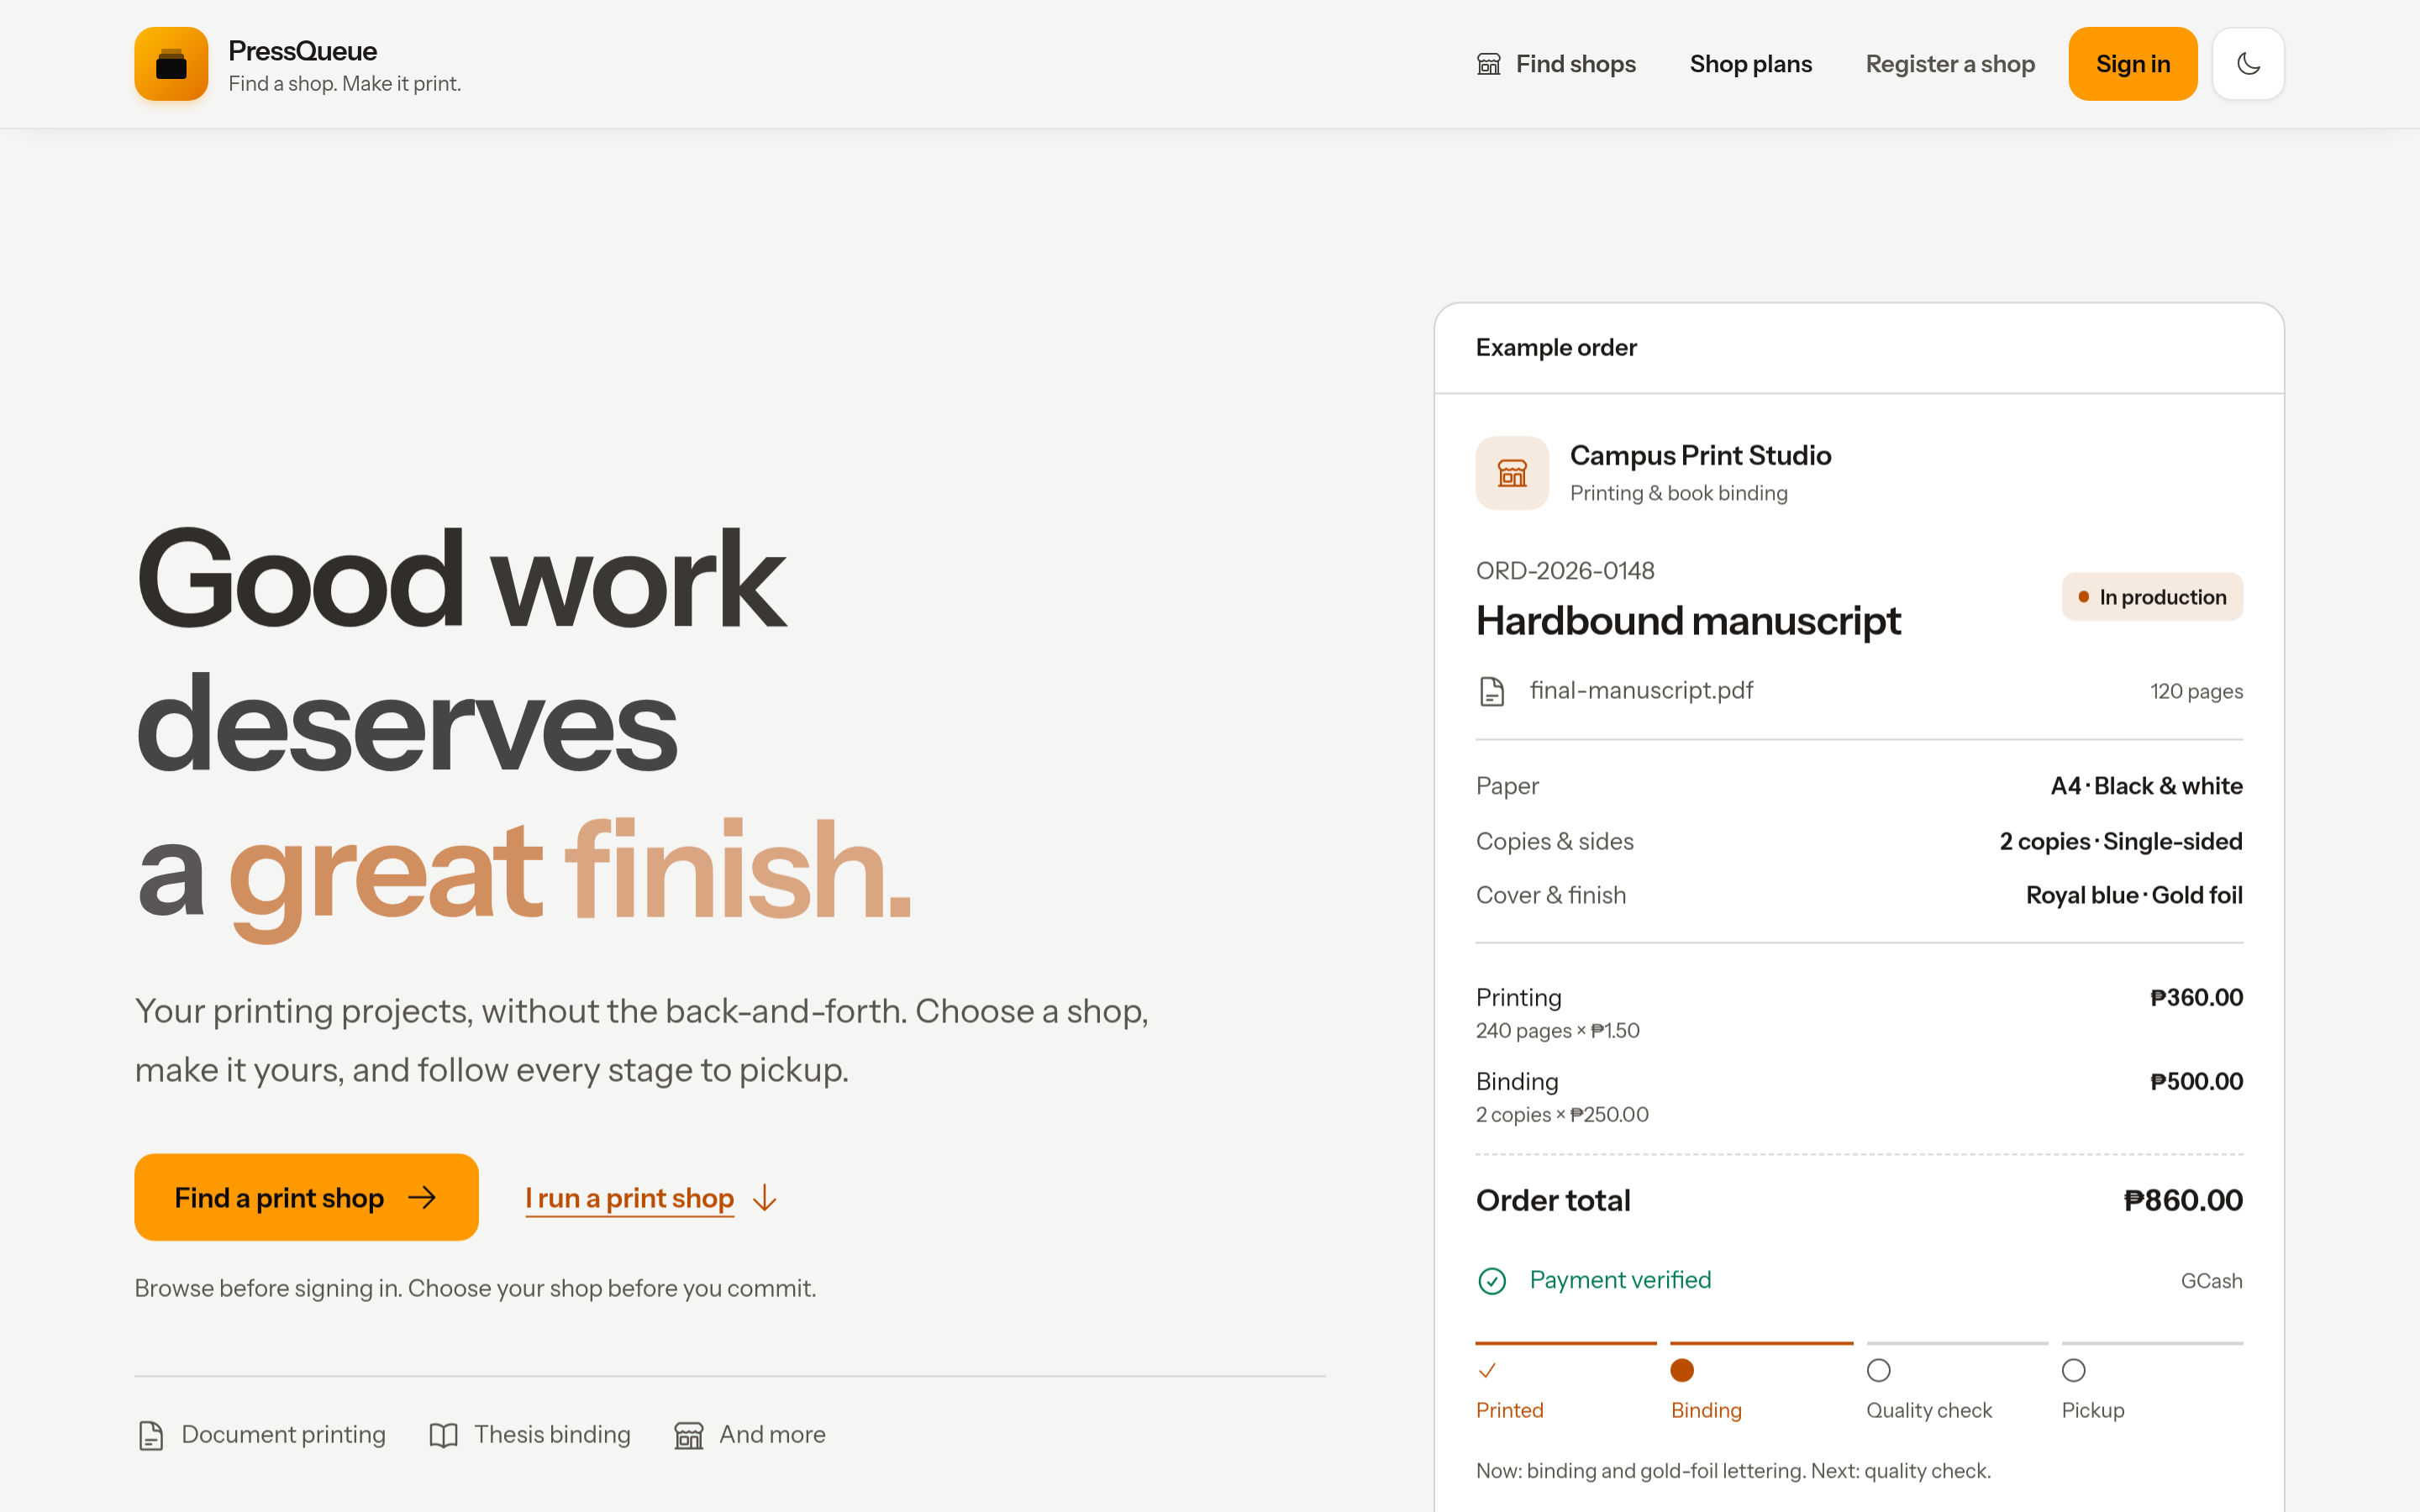 PressQueue
Find a shop. Make it print.
Find shops
Shop plans
Register a shop
Sign in
Good work
deserves
a great finish.
Your printing projects, without the back-and-forth. Choose a shop,
make it yours, and follow every stage to pickup.
Find a print shop
I run a print shop
Browse before signing in. Choose your shop before you commit.
Document printing
Thesis binding
And more
Example order
Campus Print Studio
Printing & book binding
ORD-2026-0148
Hardbound manuscript
In production
final-manuscript.pdf
120 pages
Paper
A4 · Black & white
Copies & sides
2 copies · Single-sided
Cover & finish
Royal blue · Gold foil
Printing
₱360.00
240 pages × ₱1.50
Binding
₱500.00
2 copies × ₱250.00
Order total
₱860.00
Payment verified
GCash
Printed
Binding
Quality check
Pickup
Now: binding and gold-foil lettering. Next: quality check.